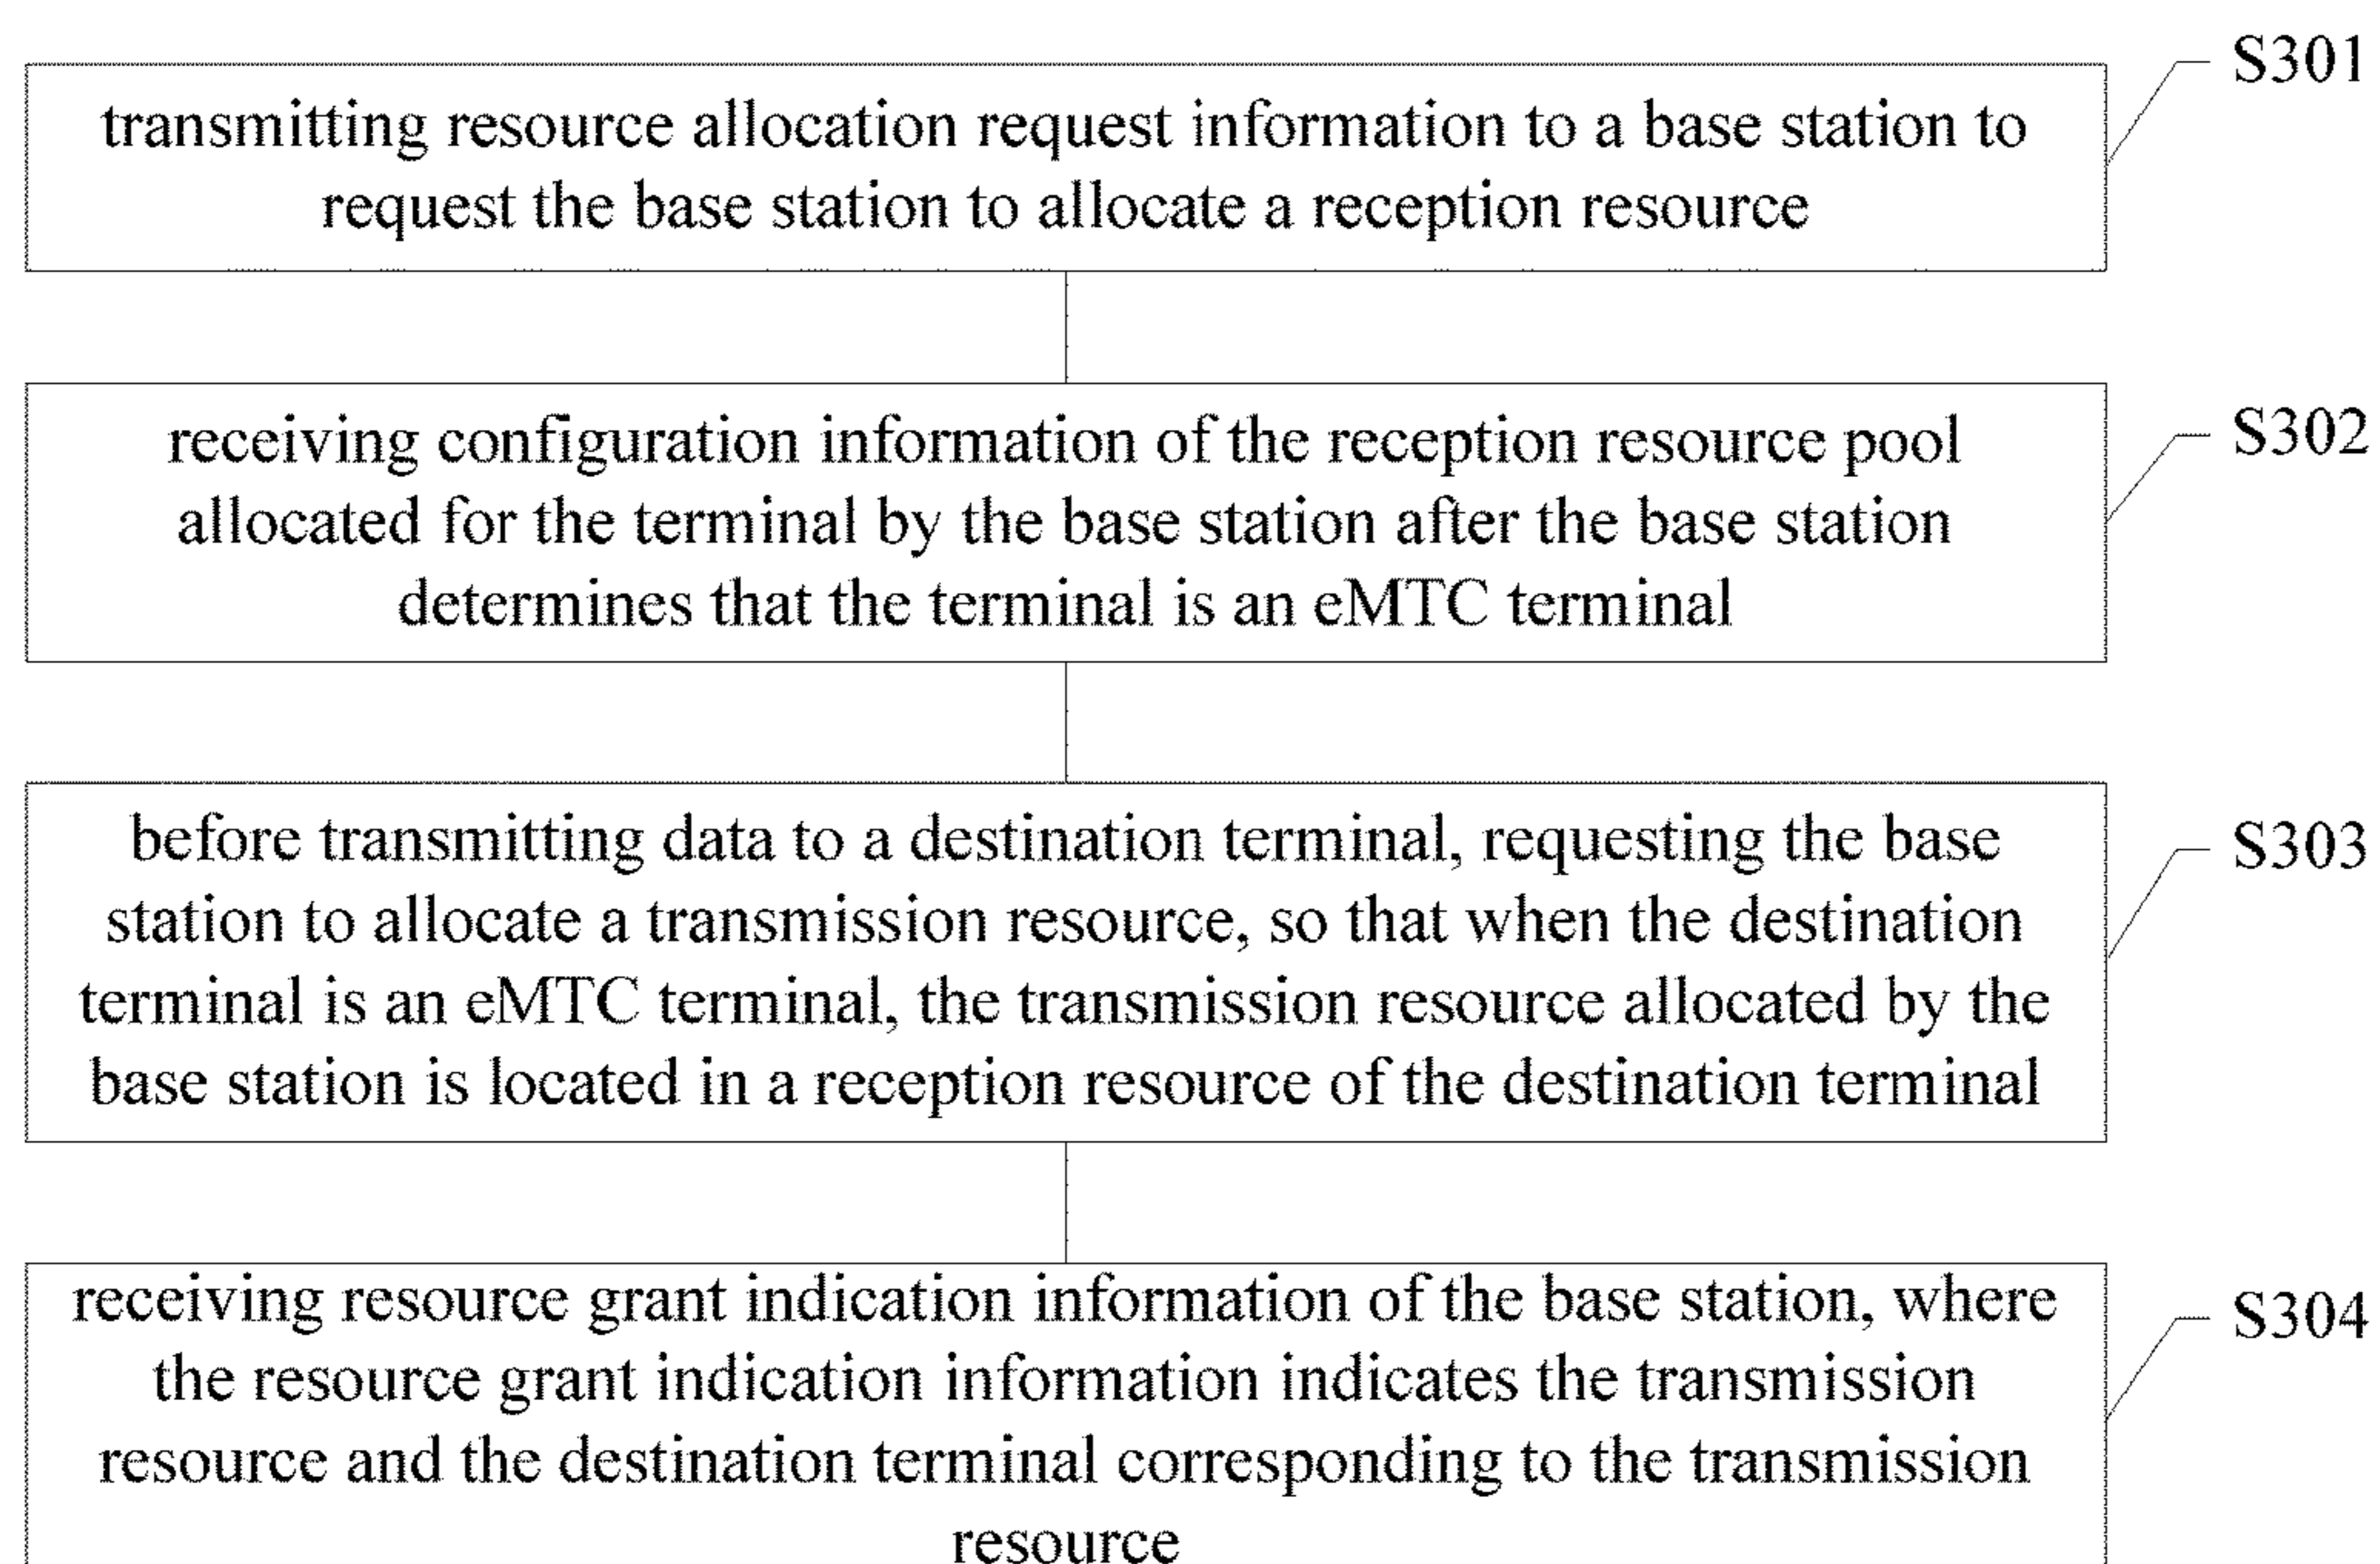 S301
transmitting resource allocation request information to a base station to
request the base station to allocate a reception resource
S302
receiving configuration information of the reception resource pool
allocated for the terminal by the base station after the base station
determines that the terminal is an eMTC terminal
S303
before transmitting data to a destination terminal, requesting the base
station to allocate a transmission resource, so that when the destination
terminal is an eMTC terminal, the transmission resource allocated by the
base station is located in a reception resource of the destination terminal
S304
receiving resource grant indication information of the base station, where
the resource grant indication information indicates the transmission
resource and the destination terminal corresponding to the transmission
resource